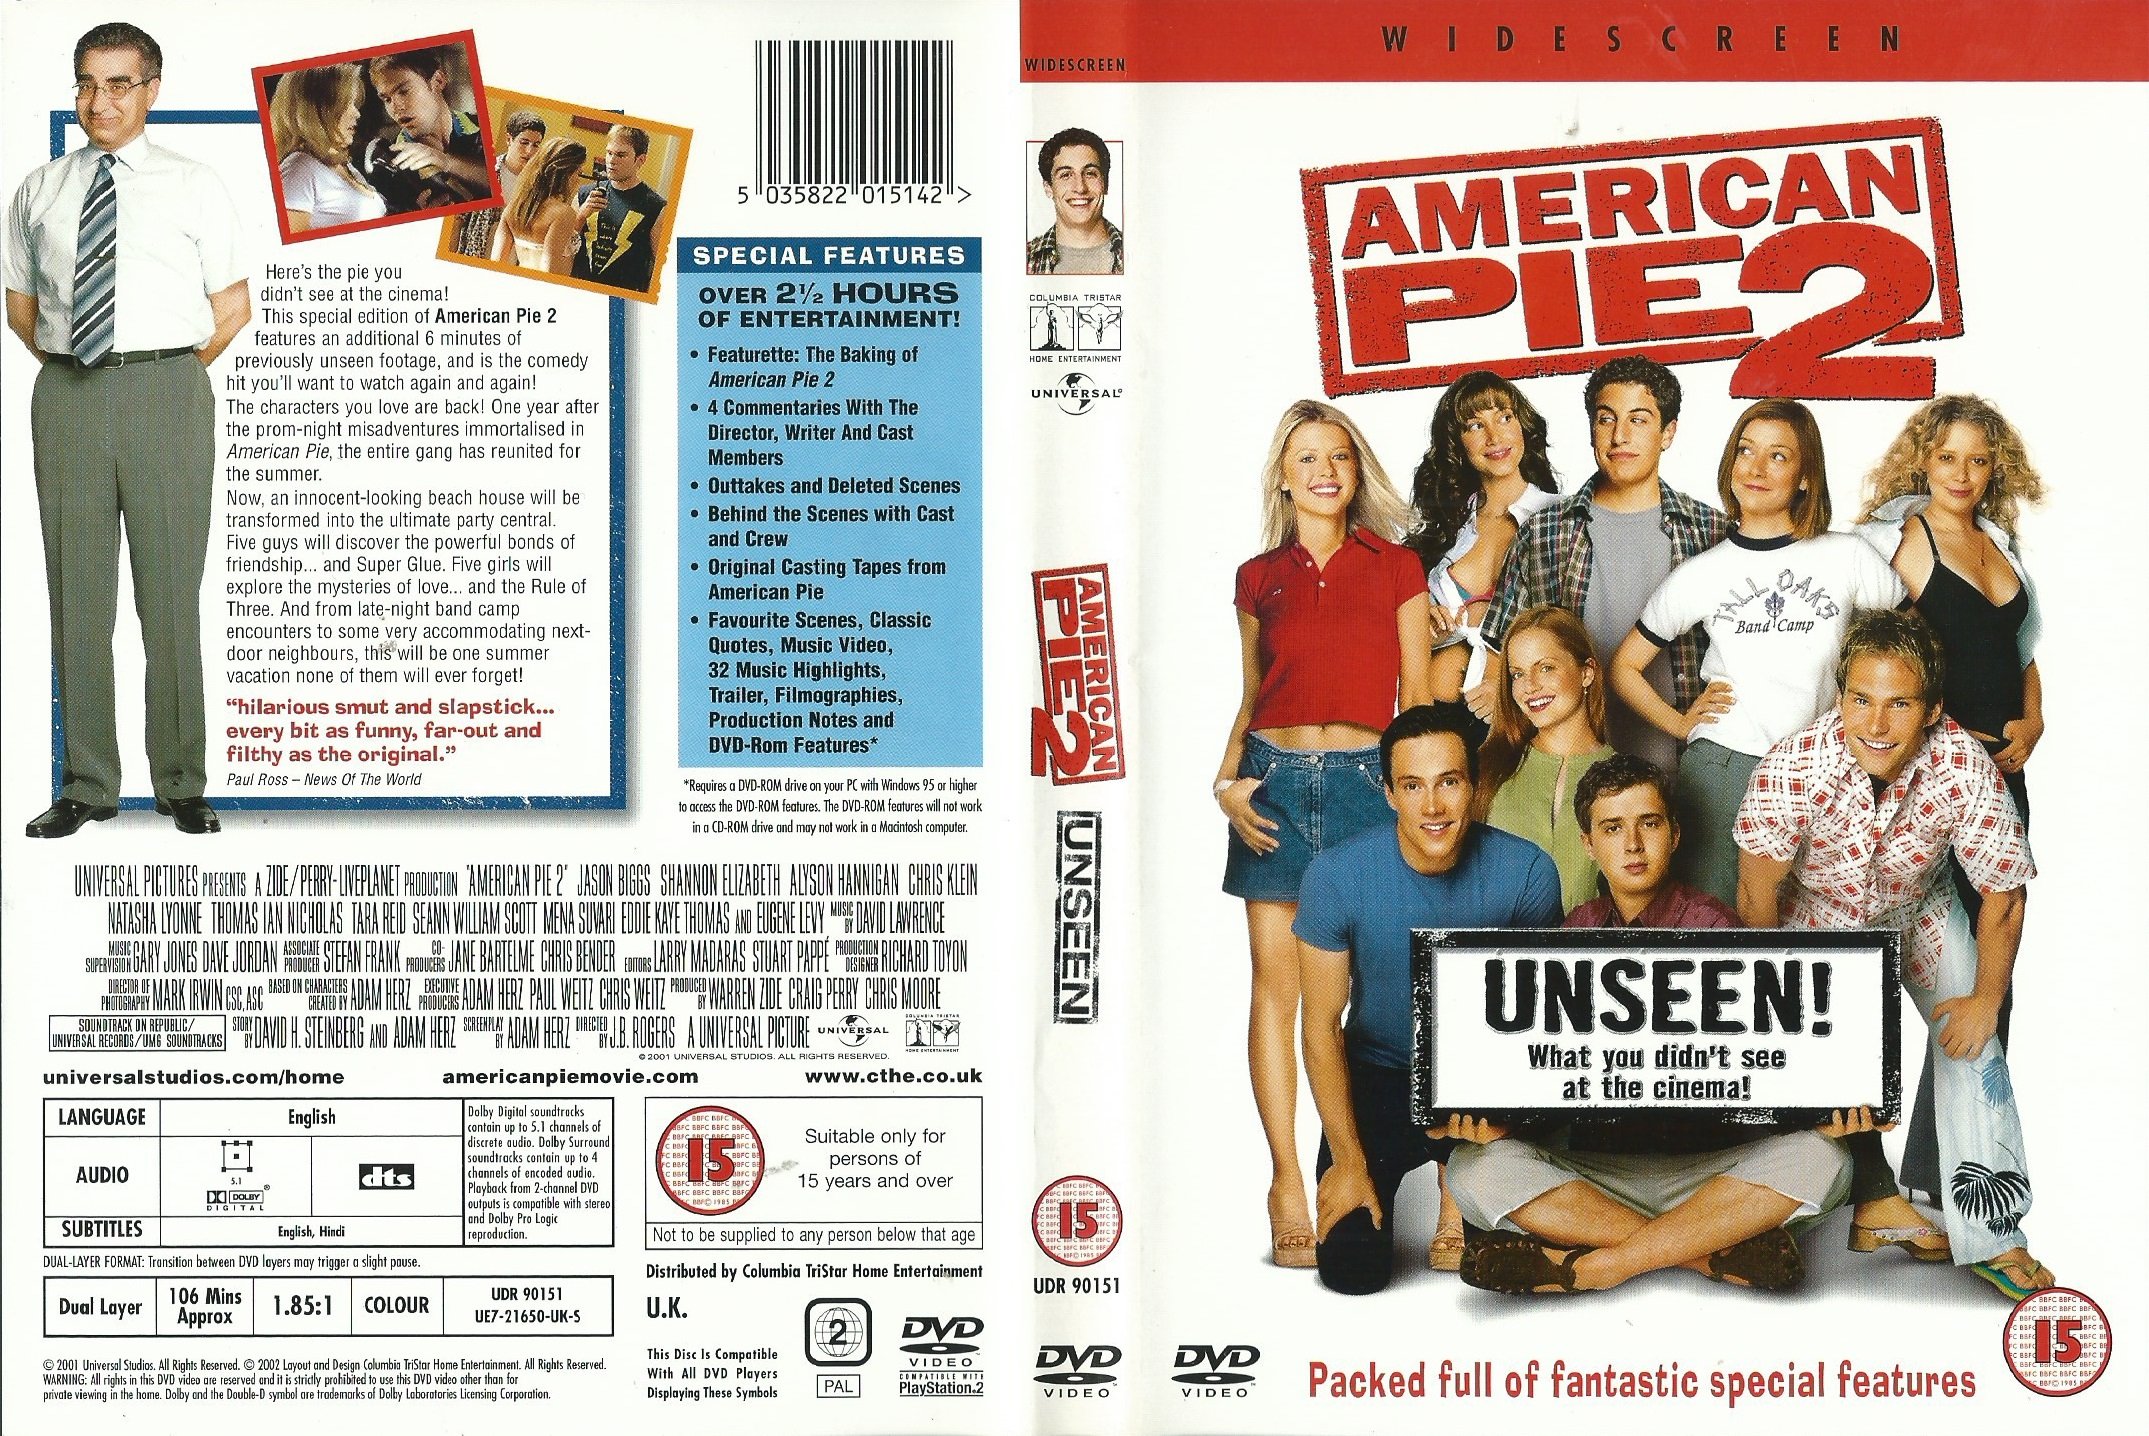 5 035822 015142 >
Here's the pie you
didn't see at the cinema!
This special edition of American Pie 2
features an additional 6 minutes of
previously unseen footage, and is the comedy
hit you'll want to watch again and again!
The characters you love are back! One year after
the prom-night misadventures immortalised in
American Pie, the entire gang has reunited for
the summer.
Now, an innocent-looking beach house will be
transformed into the ultimate party central.
Five guys will discover the powerful bonds of
friendship... and Super Glue. Five girls will
explore the mysteries of love... and the Rule of
Three. And from late-night band camp
encounters to some very accommodating next-
door neighbours, this will be one summer
vacation none of them will ever forget!
"hilarious smut and slapstick...
every bit as funny, far-out and
filthy as the original."
Paul Ross – News Of The World
SPECIAL FEATURES
OVER 2½ HOURS
OF ENTERTAINMENT!
• Featurette: The Baking of
American Pie 2
• 4 Commentaries With The
Director, Writer And Cast
Members
• Outtakes and Deleted Scenes
• Behind the Scenes with Cast
and Crew
• Original Casting Tapes from
American Pie
• Favourite Scenes, Classic
Quotes, Music Video,
32 Music Highlights,
Trailer, Filmographies,
Production Notes and
DVD-Rom Features*
*Requires a DVD-ROM drive on your PC with Windows 95 or higher
to access the DVD-ROM features. The DVD-ROM features will not work
in a CD-ROM drive and may not work in a Macintosh computer.
UNIVERSAL PICTURES PRESENTS A ZIDE/PERRY-LIVEPLANET PRODUCTION "AMERICAN PIE 2" JASON BIGGS SHANNON ELIZABETH ALYSON HANNIGAN CHRIS KLEIN
NATASHA LYONNE THOMAS IAN NICHOLAS TARA REID SEANN WILLIAM SCOTT MENA SUVARI EDDIE KAYE THOMAS AND EUGENE LEVY MUSIC BY DAVID LAWRENCE
MUSIC SUPERVISION GARY JONES DAVE JORDAN ASSOCIATE PRODUCER STEFAN FRANK CO-PRODUCERS JANE BARTELME CHRIS BENDER EDITORS LARRY MADARAS STUART PAPPÉ PRODUCTION DESIGNER RICHARD TOYON
DIRECTOR OF PHOTOGRAPHY MARK IRWIN CSC, ASC BASED ON CHARACTERS CREATED BY ADAM HERZ EXECUTIVE PRODUCERS ADAM HERZ PAUL WEITZ CHRIS WEITZ PRODUCED BY WARREN ZIDE CRAIG PERRY CHRIS MOORE
SOUNDTRACK ON REPUBLIC/
UNIVERSAL RECORDS/UMG SOUNDTRACKS
STORY BY DAVID H. STEINBERG AND ADAM HERZ SCREENPLAY BY ADAM HERZ DIRECTED BY J.B. ROGERS A UNIVERSAL PICTURE UNIVERSAL
COLUMBIA TRISTAR
HOME ENTERTAINMENT
© 2001 UNIVERSAL STUDIOS. ALL RIGHTS RESERVED.
universalstudios.com/home americanpiemovie.com www.cthe.co.uk
LANGUAGE English
AUDIO 5.1 DOLBY DIGITAL dts
SUBTITLES English, Hindi
Dolby Digital soundtracks
contain up to 5.1 channels of
discrete audio. Dolby Surround
soundtracks contain up to 4
channels of encoded audio.
Playback from 2-channel DVD
outputs is compatible with stereo
and Dolby Pro Logic
reproduction.
DUAL-LAYER FORMAT: Transition between DVD layers may trigger a slight pause.
Dual Layer 106 Mins Approx 1.85:1 COLOUR UDR 90151
UE7-21650-UK-S
© 2001 Universal Studios. All Rights Reserved. © 2002 Layout and Design Columbia TriStar Home Entertainment. All Rights Reserved.
WARNING: All rights in this DVD video are reserved and it is strictly prohibited to use this DVD video other than for
private viewing in the home. Dolby and the Double-D symbol are trademarks of Dolby Laboratories Licensing Corporation.
15
Suitable only for
persons of
15 years and over
Not to be supplied to any person below that age
Distributed by Columbia TriStar Home Entertainment
U.K.
This Disc Is Compatible
With All DVD Players
Displaying These Symbols
2
PAL
DVD
VIDEO
COMPATIBLE WITH
PlayStation.2
WIDESCREEN
COLUMBIA TRISTAR
HOME ENTERTAINMENT
UNIVERSAL
AMERICAN
PIE 2
UNSEEN
15
UDR 90151
DVD
VIDEO
WIDESCREEN
AMERICAN
PIE 2
TALL OAKS
Band Camp
UNSEEN!
What you didn't see
at the cinema!
DVD
VIDEO
Packed full of fantastic special features
15